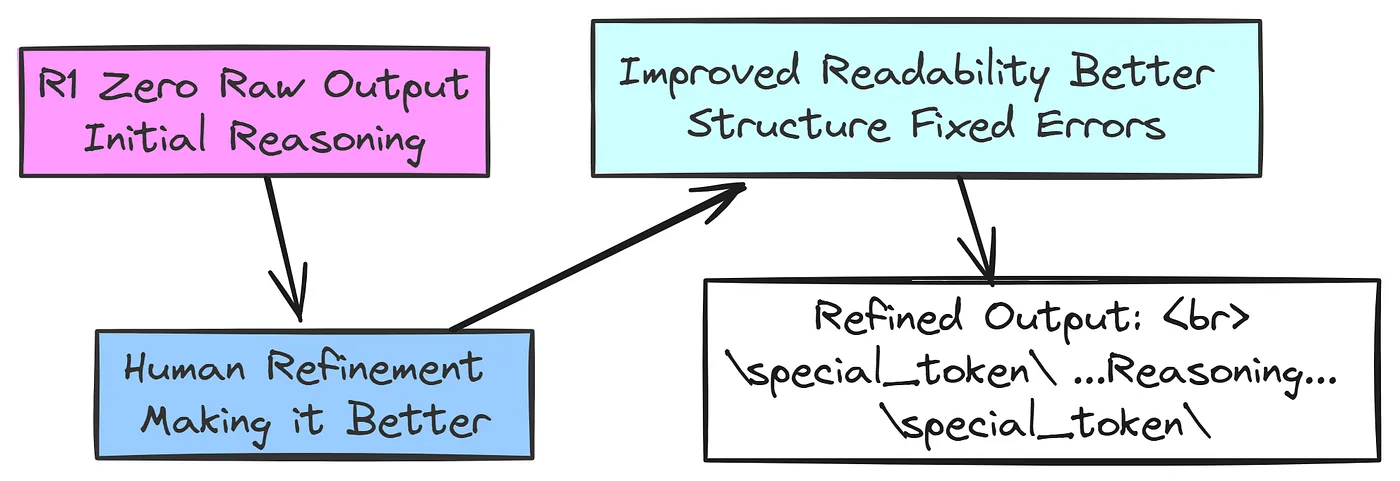 R1 Zero Raw Output
Initial Reasoning
Human Refinement
Making it Better
Improved Readability Better
Structure Fixed Errors
Refined Output: <br>
\special_token\ ...Reasoning...
\special_token\